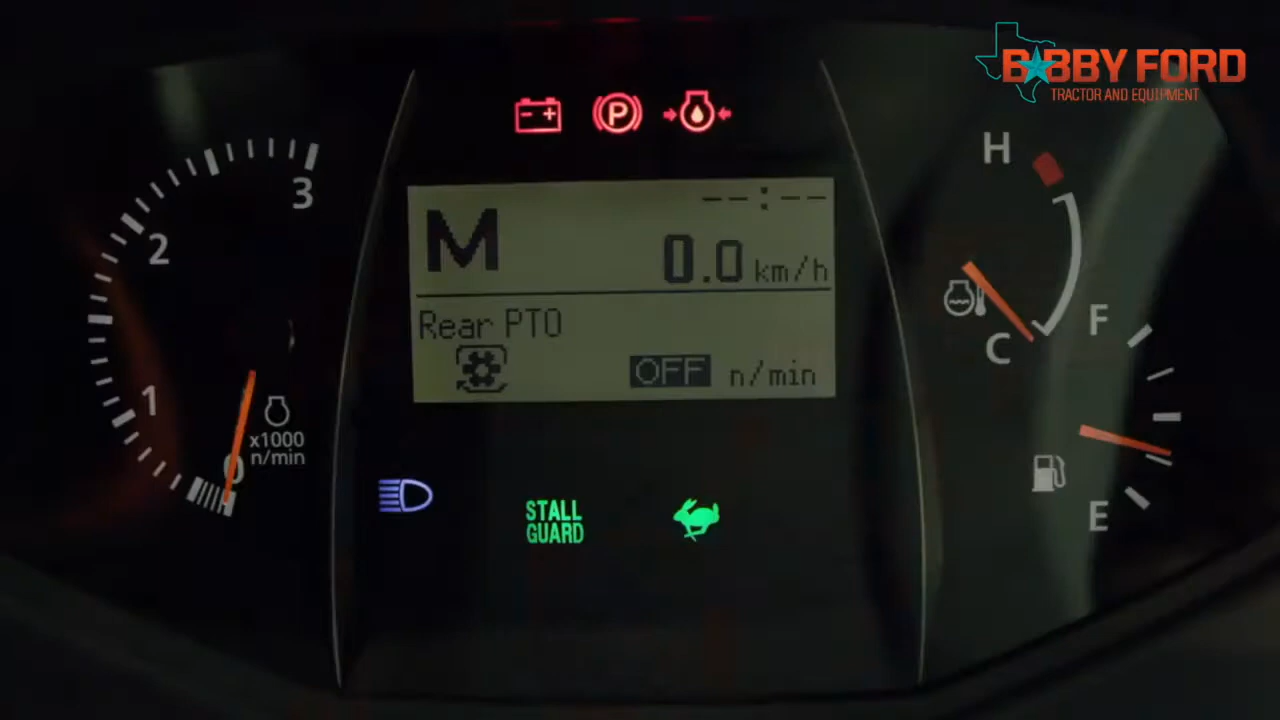 BOBBY FORD
TRACTOR AND EQUIPMENT
P
3
2
1
0
x1000
n/min
M
--:--
0.0 km/h
Rear PTO
OFF n/min
STALL
GUARD
H
C
F
E